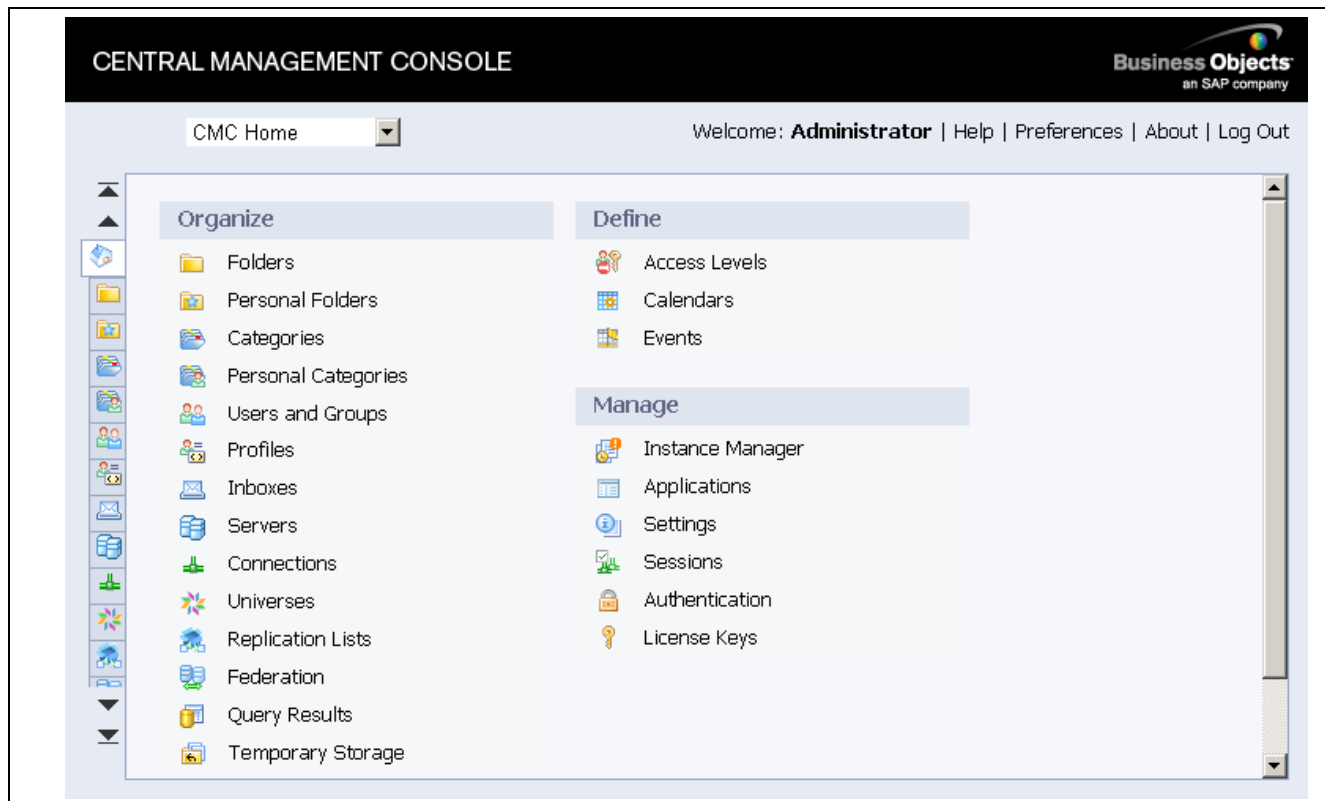 CENTRAL MANAGEMENT CONSOLE
Business Objects
an SAP company
CMC Home
Welcome: Administrator | Help | Preferences | About | Log Out
Organize
Folders
Personal Folders
Categories
Personal Categories
Users and Groups
Profiles
Inboxes
Servers
Connections
Universes
Replication Lists
Federation
Query Results
Temporary Storage
Define
Access Levels
Calendars
Events
Manage
Instance Manager
Applications
Settings
Sessions
Authentication
License Keys